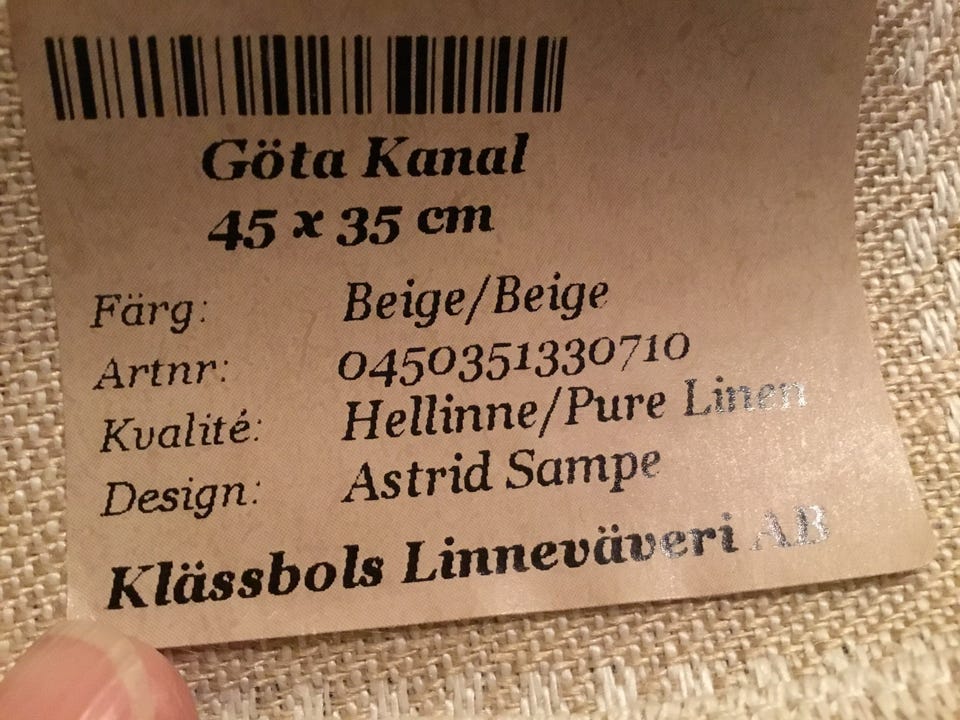 Göta Kanal
45 x 35 cm
Färg: Beige/Beige
Artnr: 0450351330710
Kvalité: Hellinne/Pure Linen
Design: Astrid Sampe
Klässbols Linneväveri AB